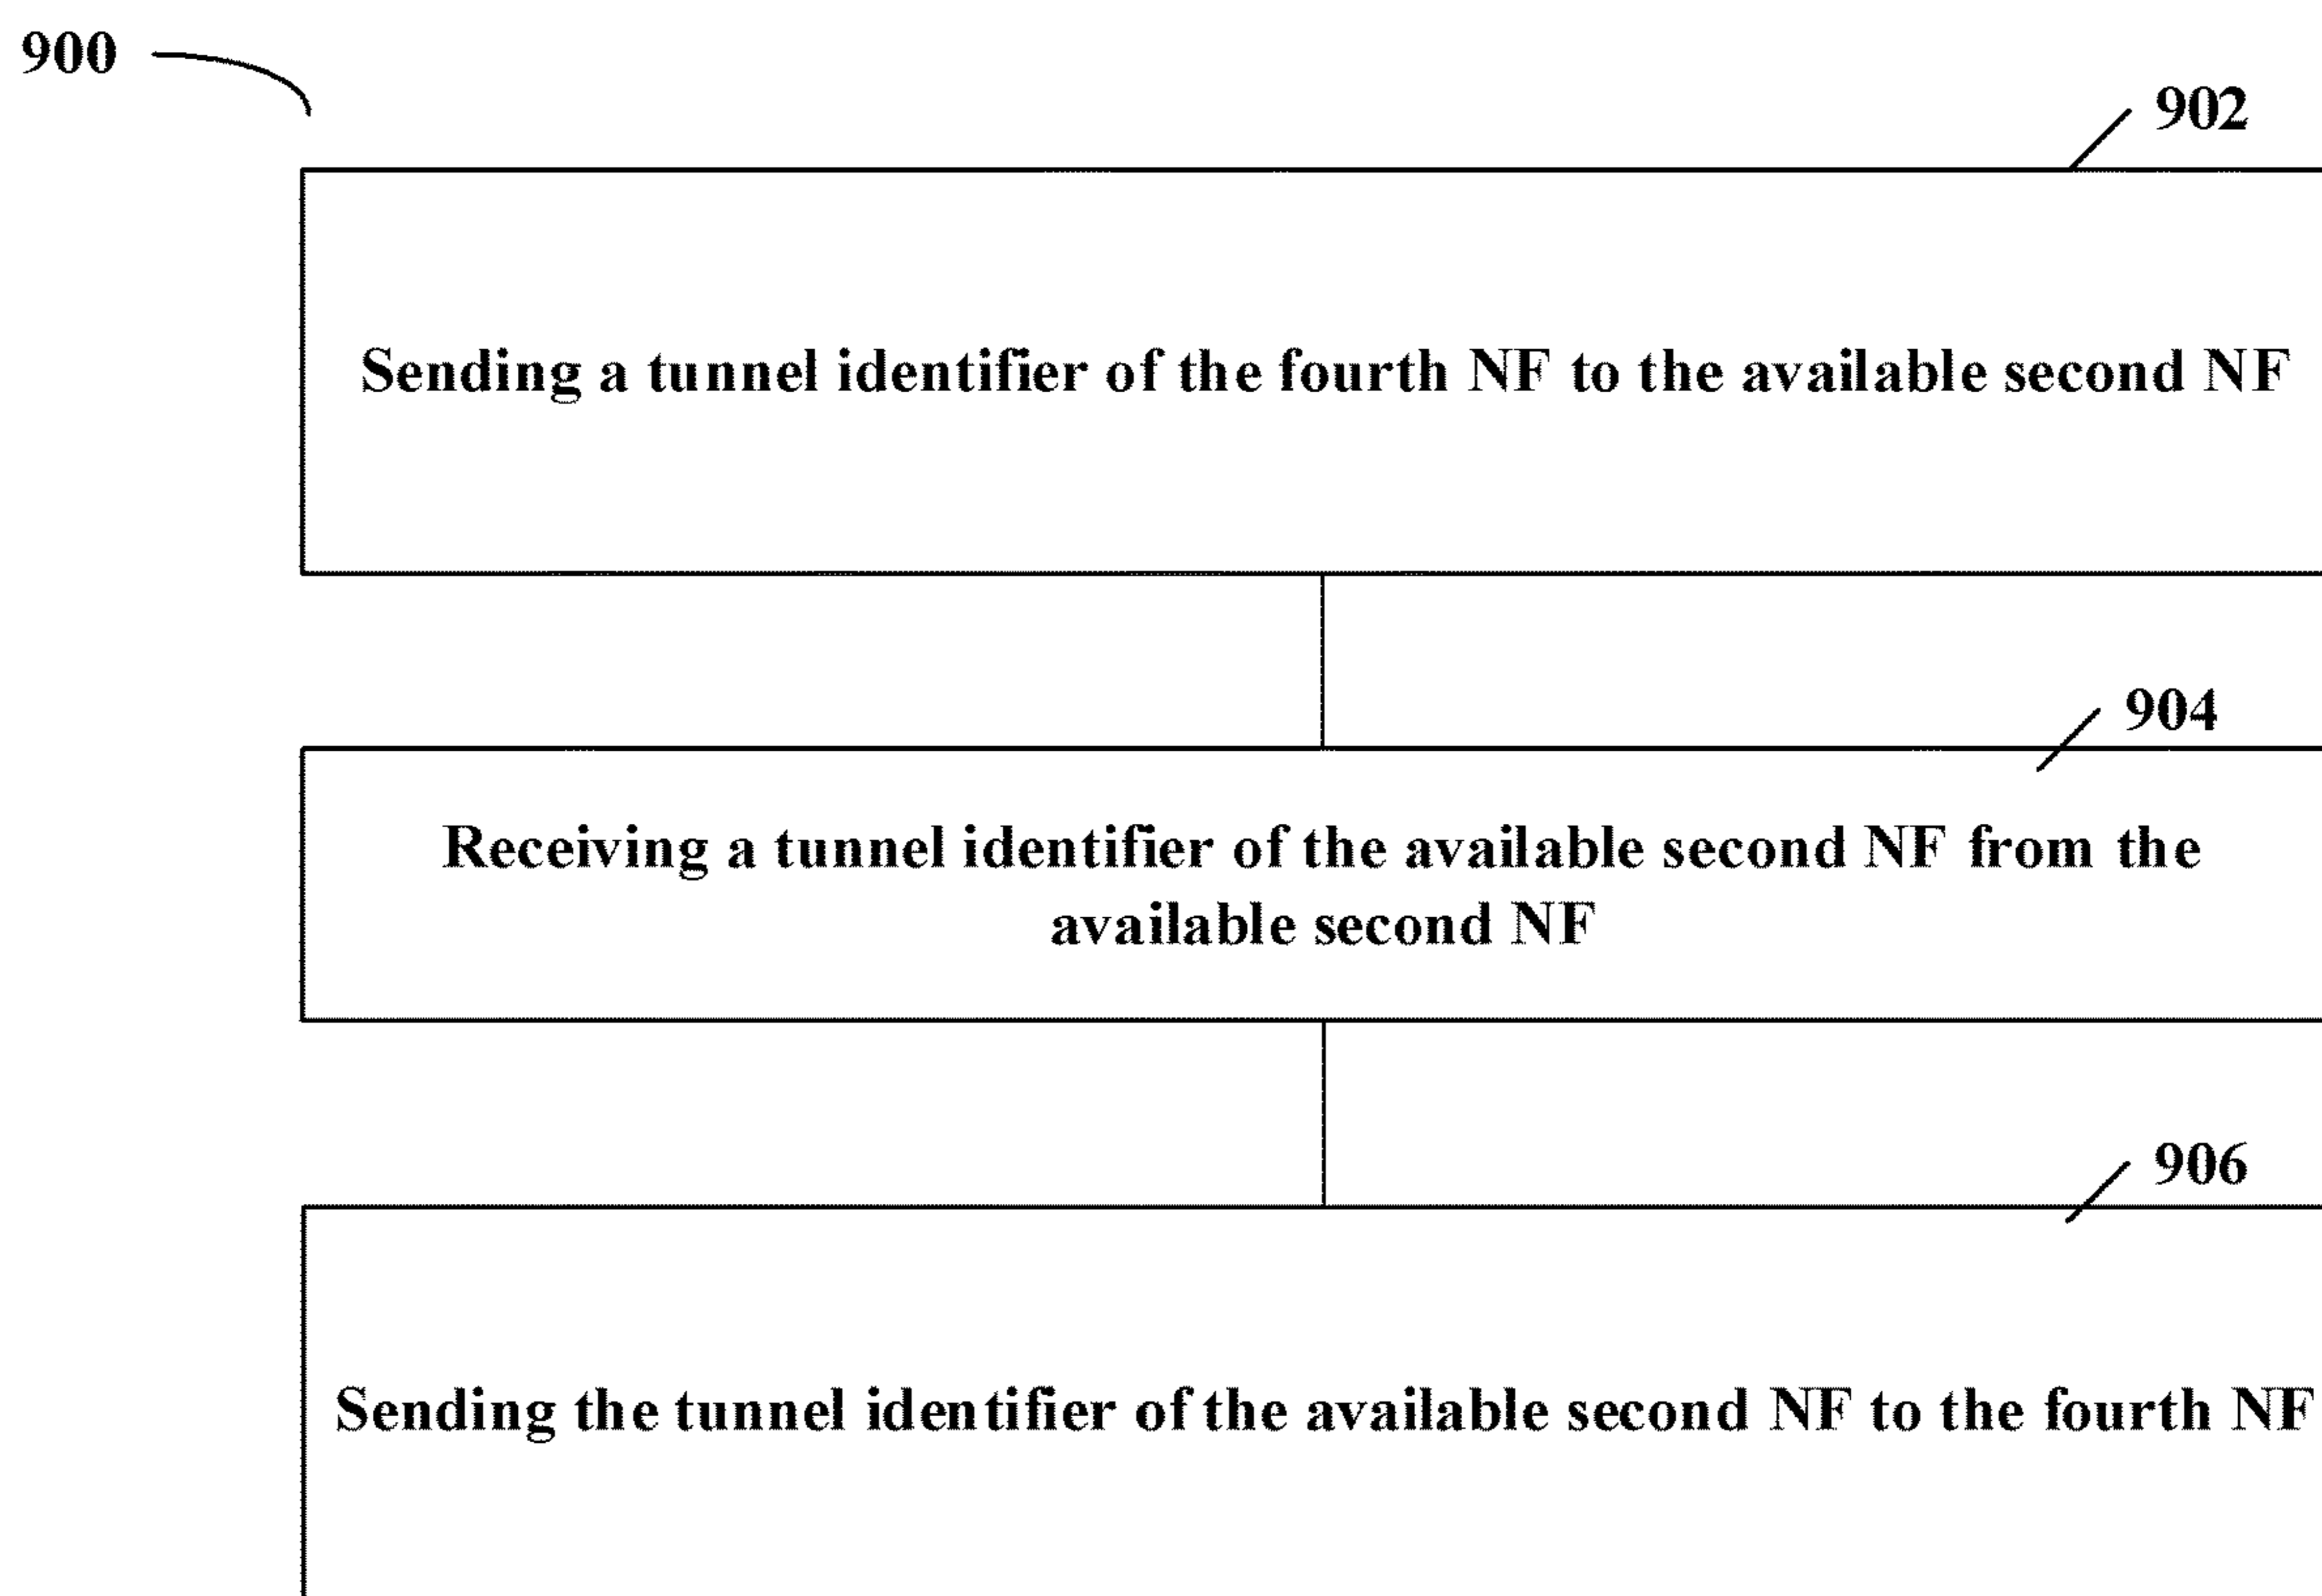 900
902
Sending a tunnel identifier of the fourth NF to the available second NF
904
Receiving a tunnel identifier of the available second NF from the
available second NF
906
Sending the tunnel identifier of the available second NF to the fourth NF